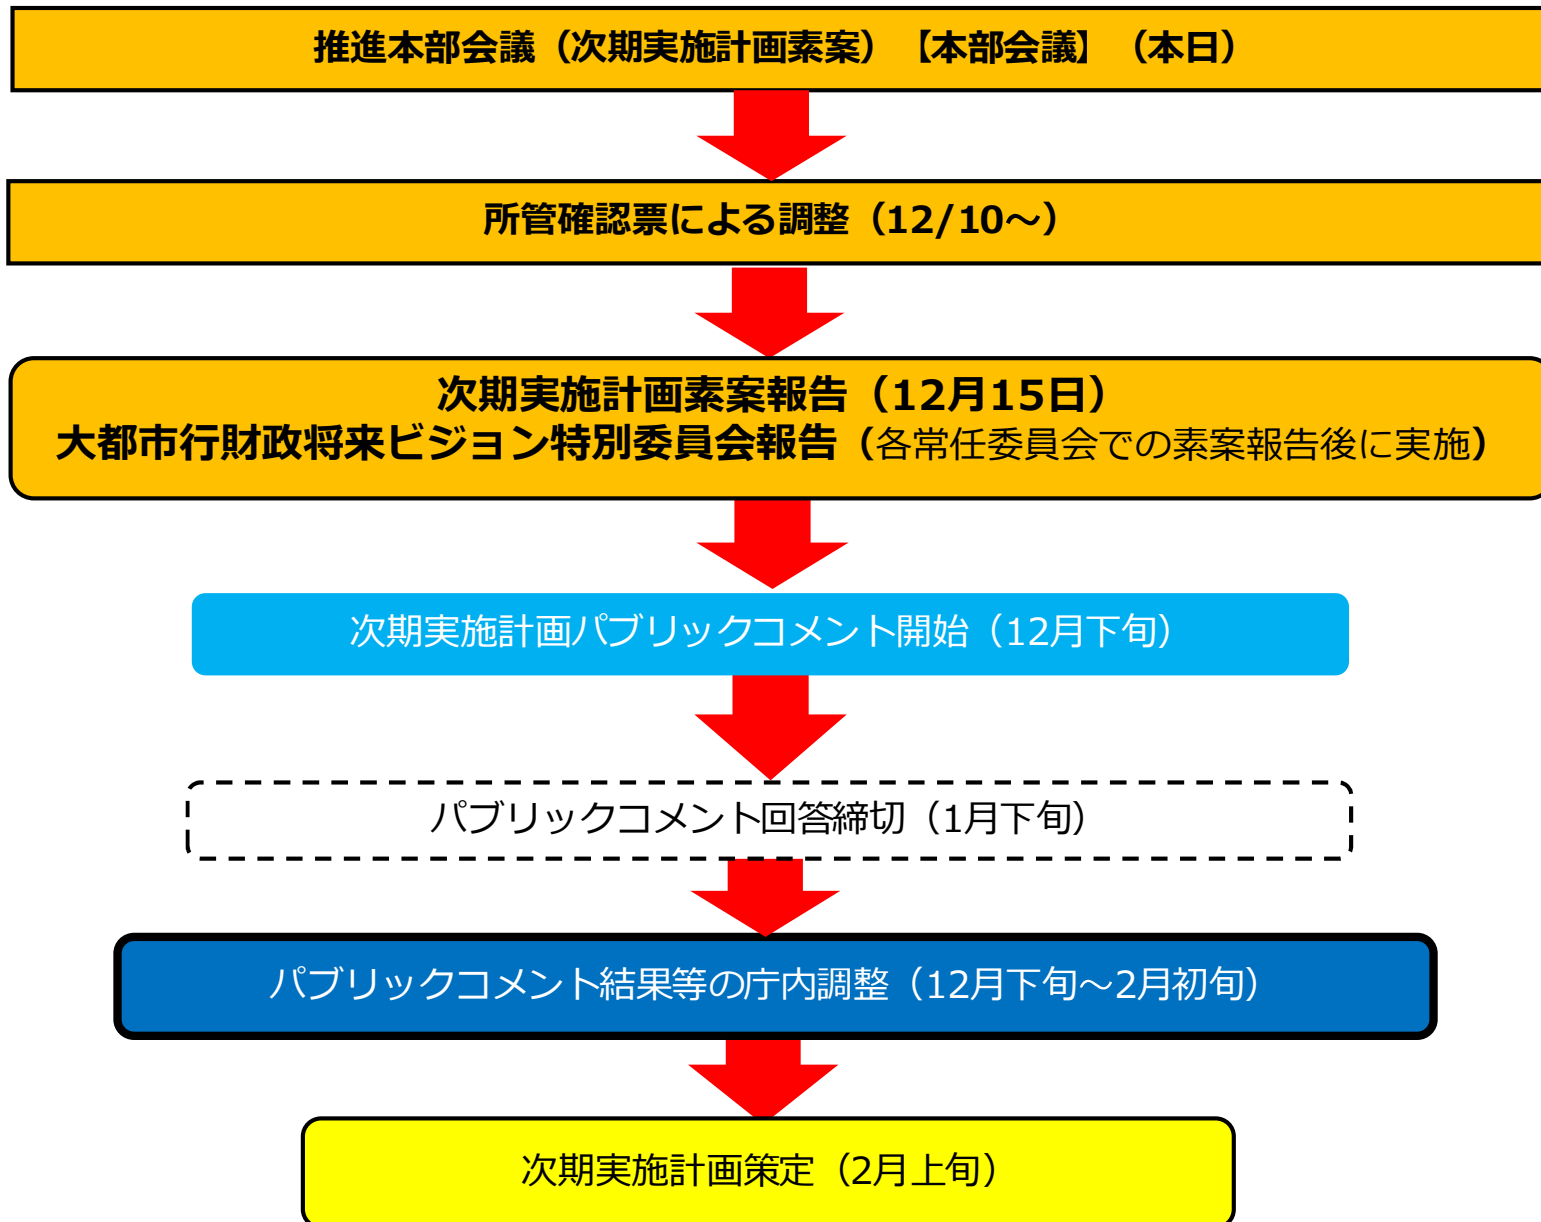 推進本部会議（次期実施計画素案）【本部会議】（本日）
所管確認票による調整（12/10～）
次期実施計画素案報告（12月15日）
大都市行財政将来ビジョン特別委員会報告（各常任委員会での素案報告後に実施）
次期実施計画パブリックコメント開始（12月下旬）
パブリックコメント回答締切（1月下旬）
パブリックコメント結果等の庁内調整（12月下旬～2月初旬）
次期実施計画策定（2月上旬）